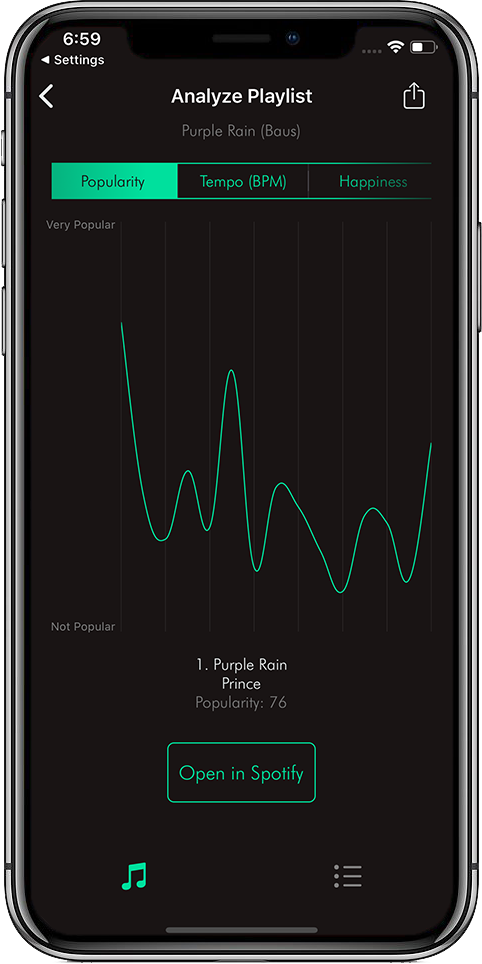 6:59
◀ Settings
Analyze Playlist
Purple Rain (Baus)
Popularity
Tempo (BPM)
Happiness
Very Popular
Not Popular
1. Purple Rain
Prince
Popularity: 76
Open in Spotify